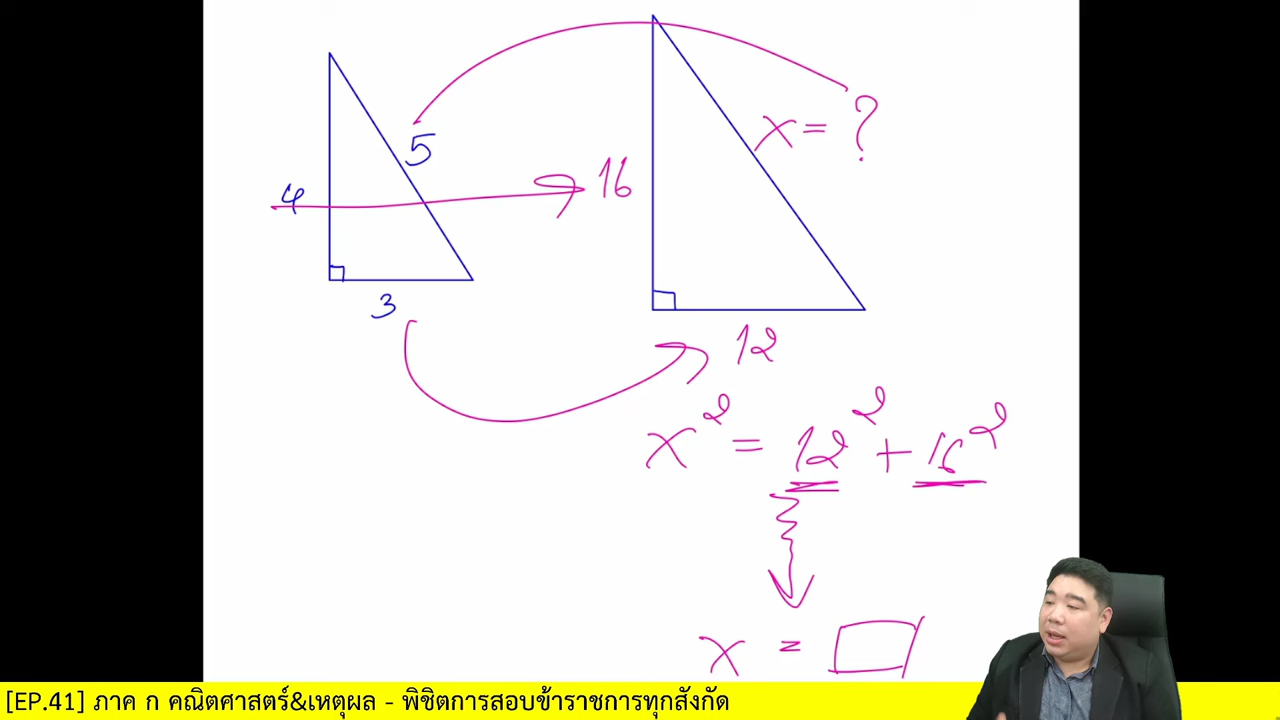 5
x = ?
4
16
3
12
x² = 12² + 16²
x =
[EP.41] ภาค ก คณิตศาสตร์&เหตุผล - พิชิตการสอบข้าราชการทุกสังกัด